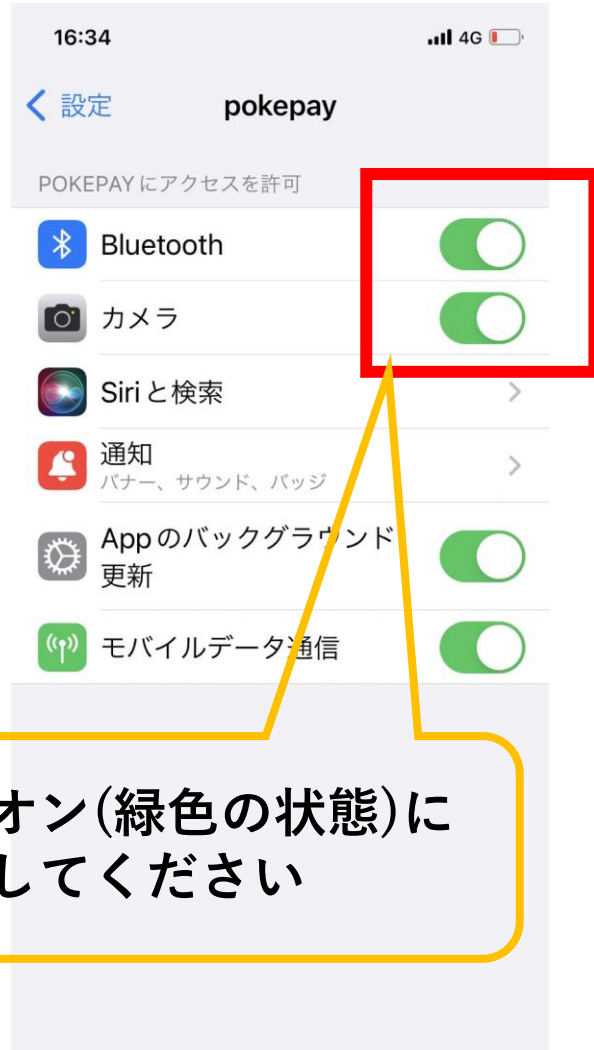 16:34
4G
設定
pokepay
POKEPAYにアクセスを許可
Bluetooth
カメラ
Siriと検索
通知
バナー、サウンド、バッジ
Appのバックグラウンド
更新
モバイルデータ通信
オン(緑色の状態)に
してください